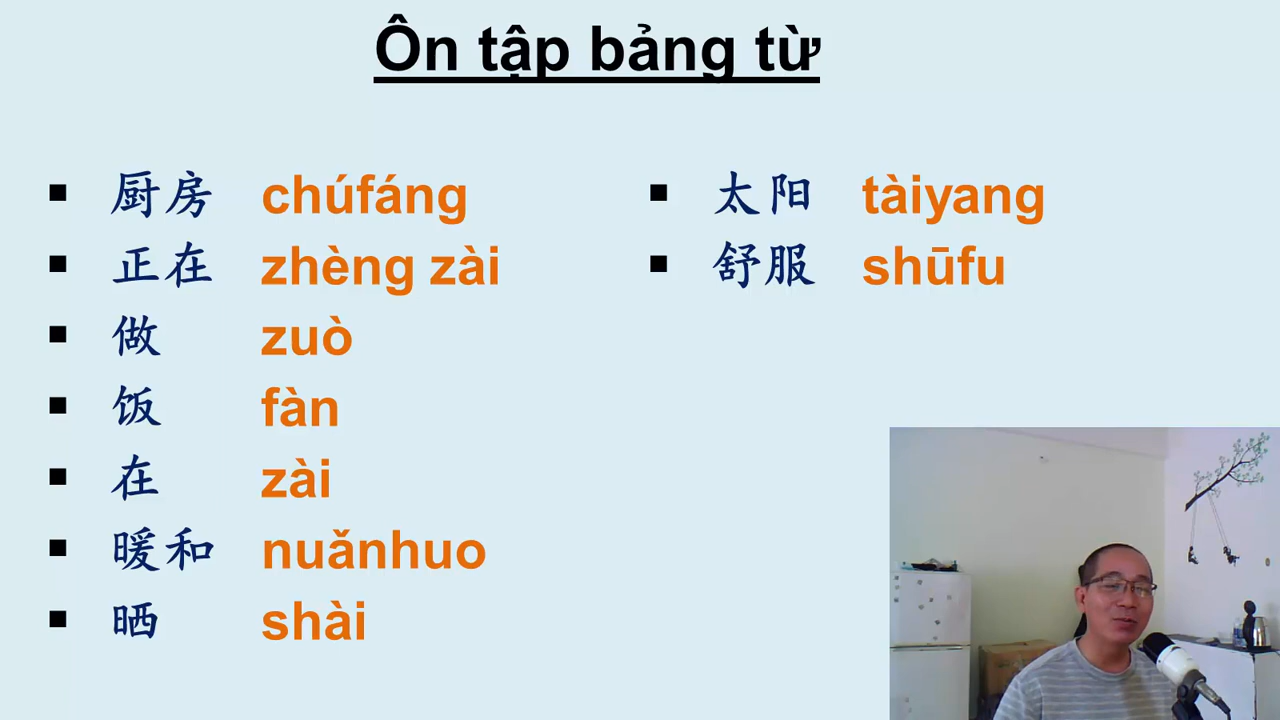 Ôn tập bảng từ
▪ 厨房 chúfáng
▪ 正在 zhèng zài
▪ 做 zuò
▪ 饭 fàn
▪ 在 zài
▪ 暖和 nuǎnhuo
▪ 晒 shài
▪ 太阳 tàiyang
▪ 舒服 shūfu